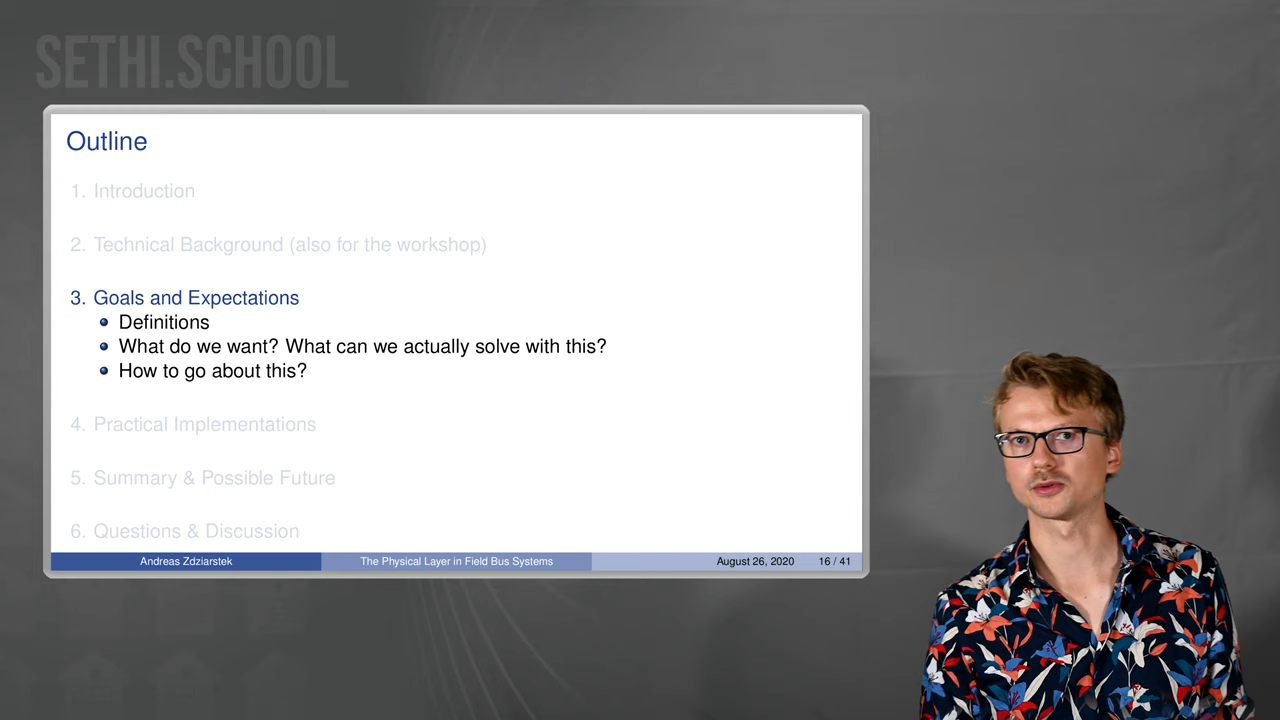 SETHI.SCHOOL
Outline
1. Introduction
2. Technical Background (also for the workshop)
3. Goals and Expectations
Definitions
What do we want? What can we actually solve with this?
How to go about this?
4. Practical Implementations
5. Summary & Possible Future
6. Questions & Discussion
Andreas Zdziarstek The Physical Layer in Field Bus Systems August 26, 2020 16 / 41